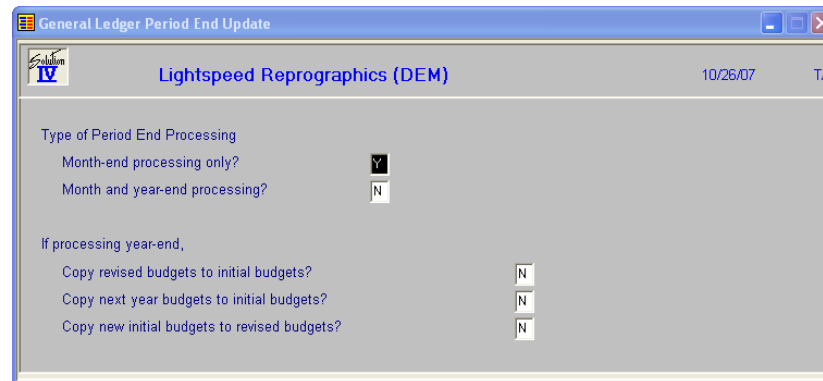 General Ledger Period End Update
Solution
IV
Lightspeed Reprographics (DEM) 10/26/07
Type of Period End Processing
Month-end processing only? Y
Month and year-end processing? N
If processing year-end,
Copy revised budgets to initial budgets? N
Copy next year budgets to initial budgets? N
Copy new initial budgets to revised budgets? N